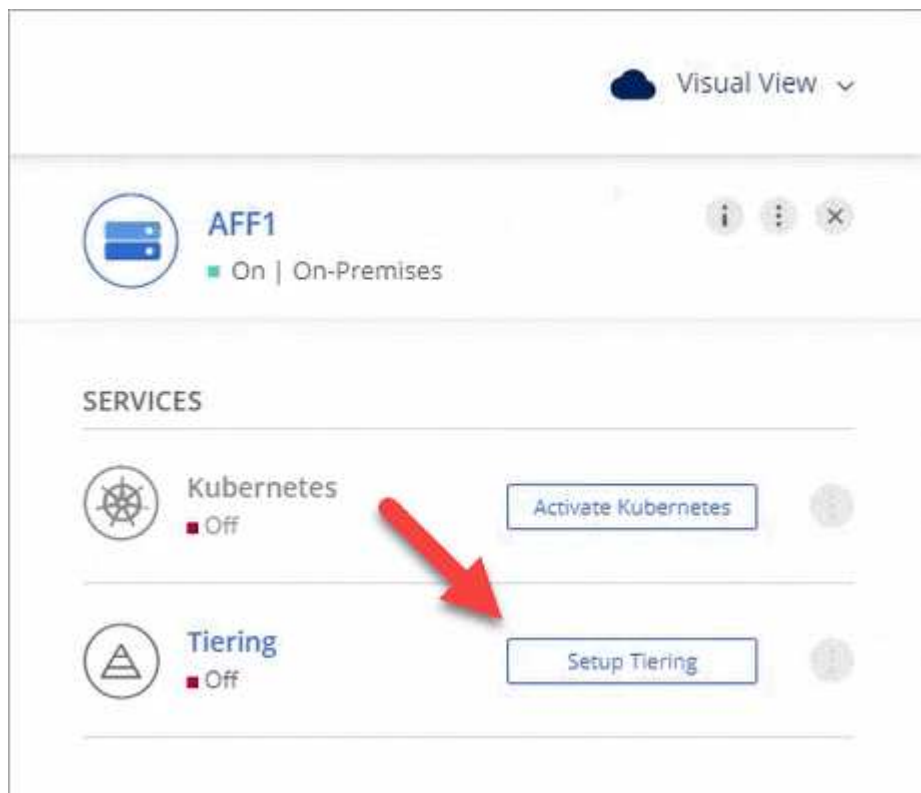 Visual View
AFF1
On | On-Premises
SERVICES
Kubernetes
Off
Activate Kubernetes
Tiering
Off
Setup Tiering